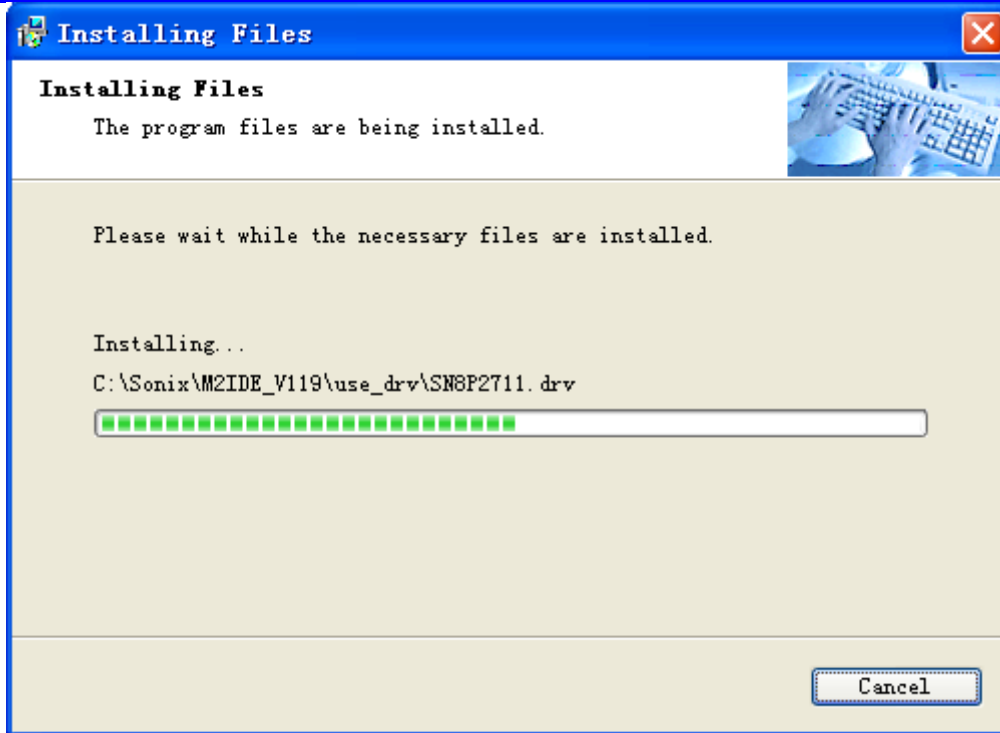 Installing Files
Installing Files
The program files are being installed.
Please wait while the necessary files are installed.
Installing...
C:\Sonix\M2IDE_V119\use_drv\SN8P2711.drv
Cancel